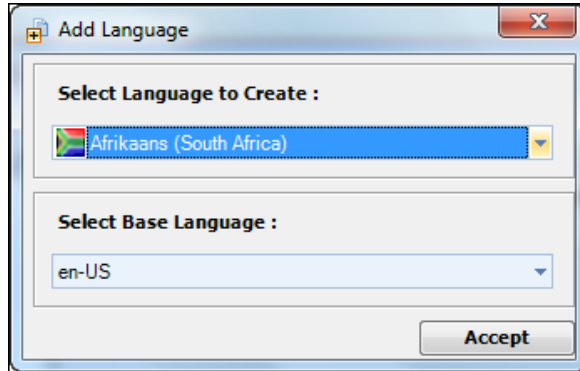 Add Language
Select Language to Create :
Afrikaans (South Africa)
Select Base Language :
en-US
Accept